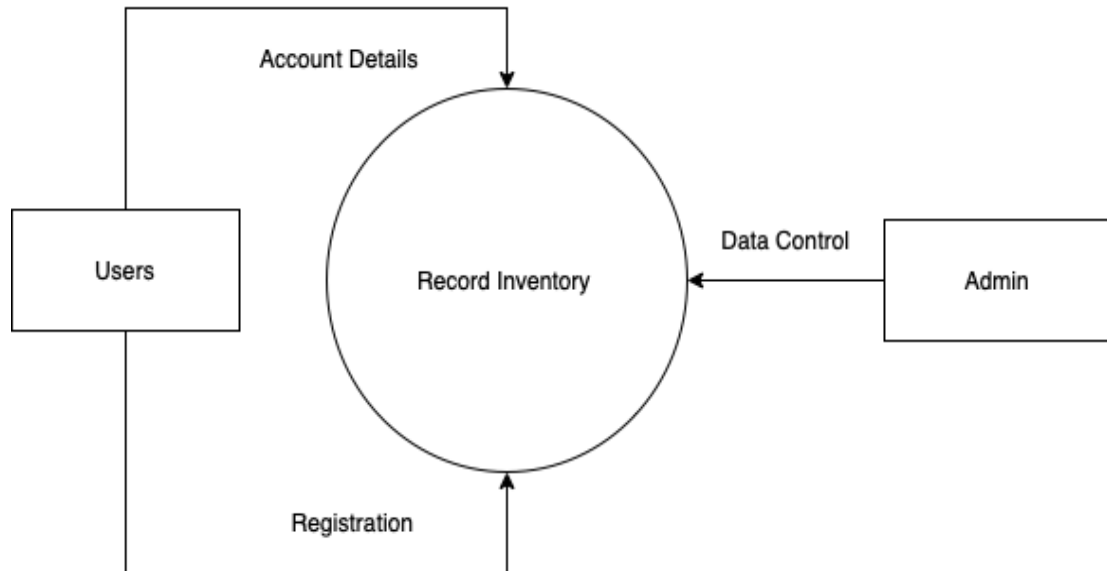 Account Details
Users
Record Inventory
Data Control
Admin
Registration